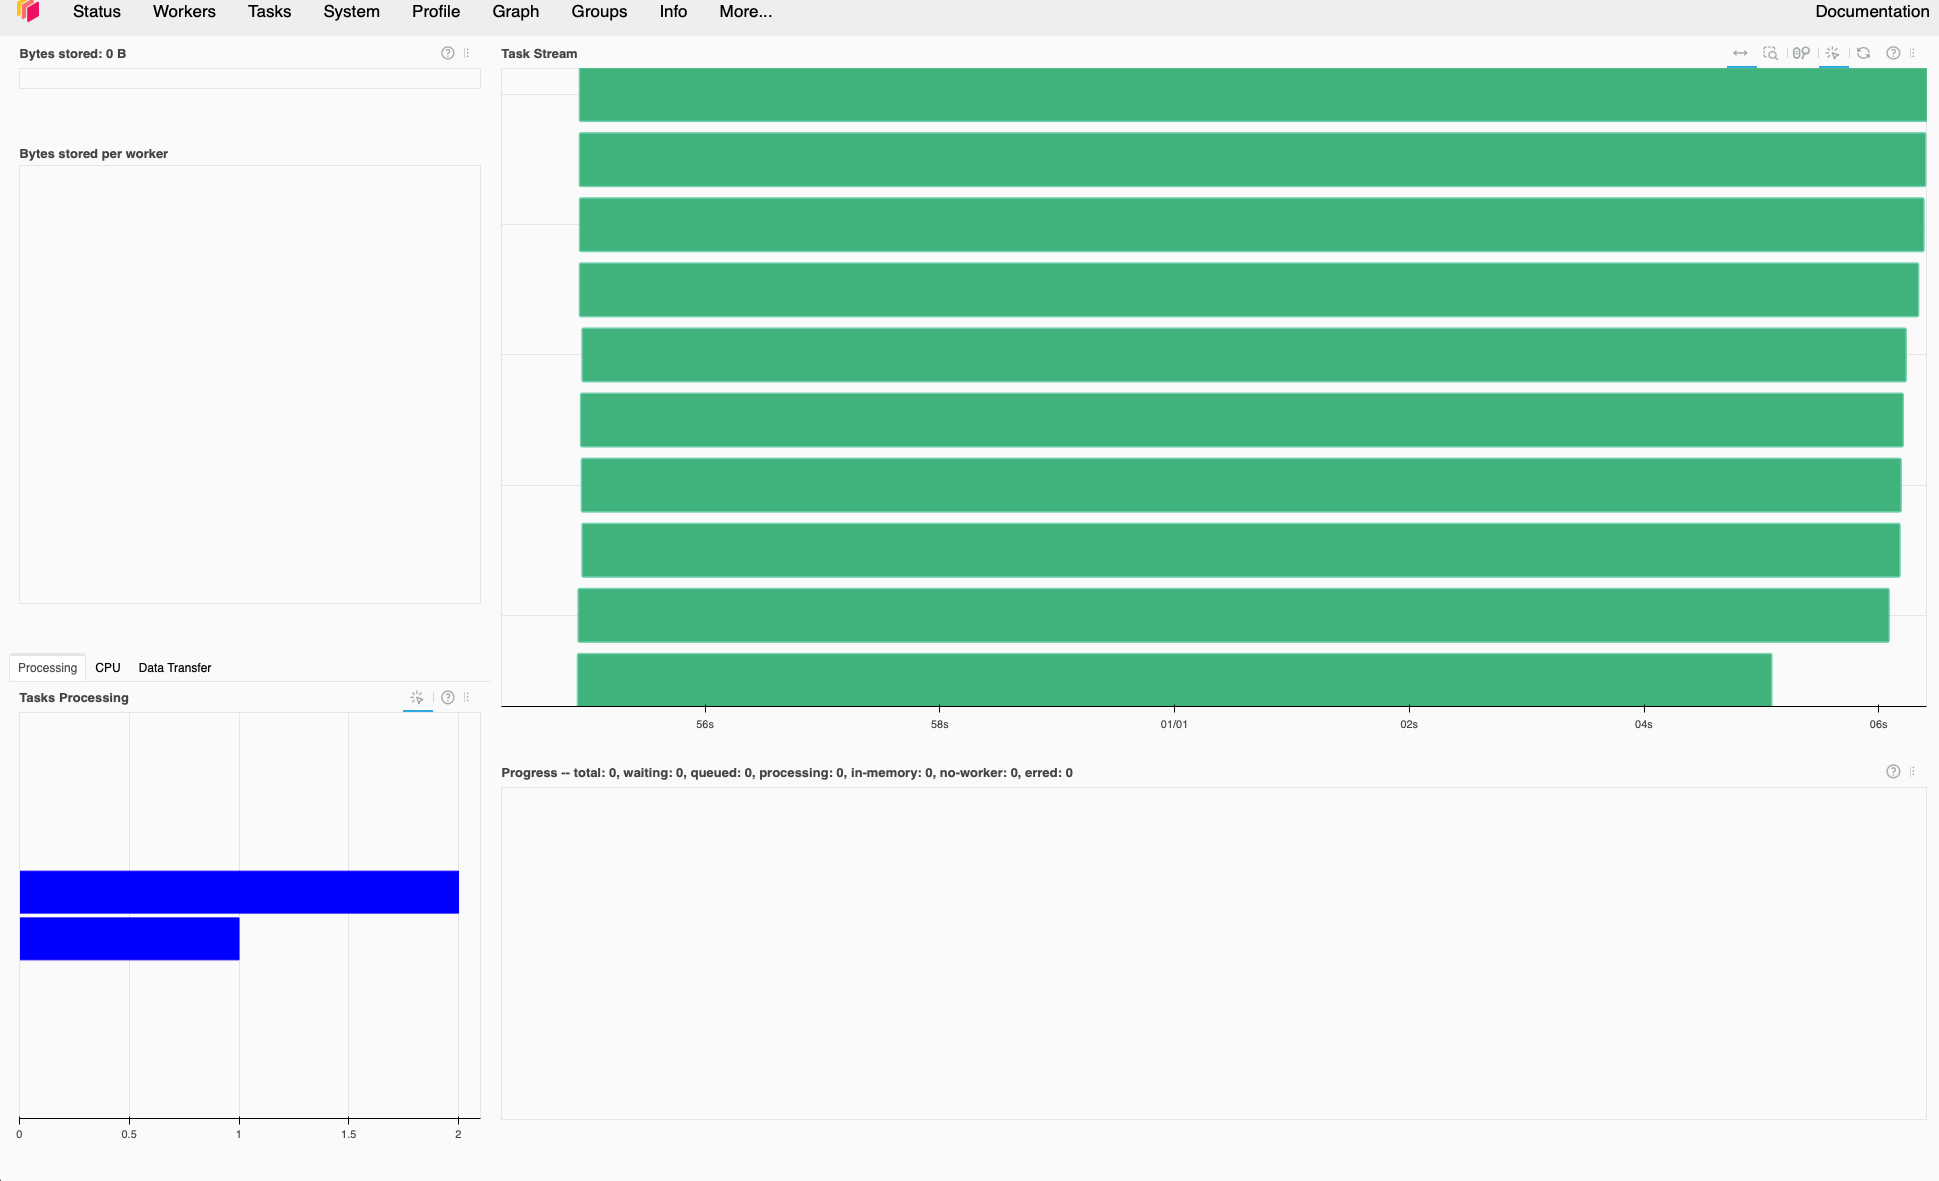 Status Workers Tasks System Profile Graph Groups Info More... Documentation
Bytes stored: 0 B
Bytes stored per worker
Processing CPU Data Transfer
Tasks Processing
0 0.5 1 1.5 2
Task Stream
56s 58s 01/01 02s 04s 06s
Progress -- total: 0, waiting: 0, queued: 0, processing: 0, in-memory: 0, no-worker: 0, erred: 0